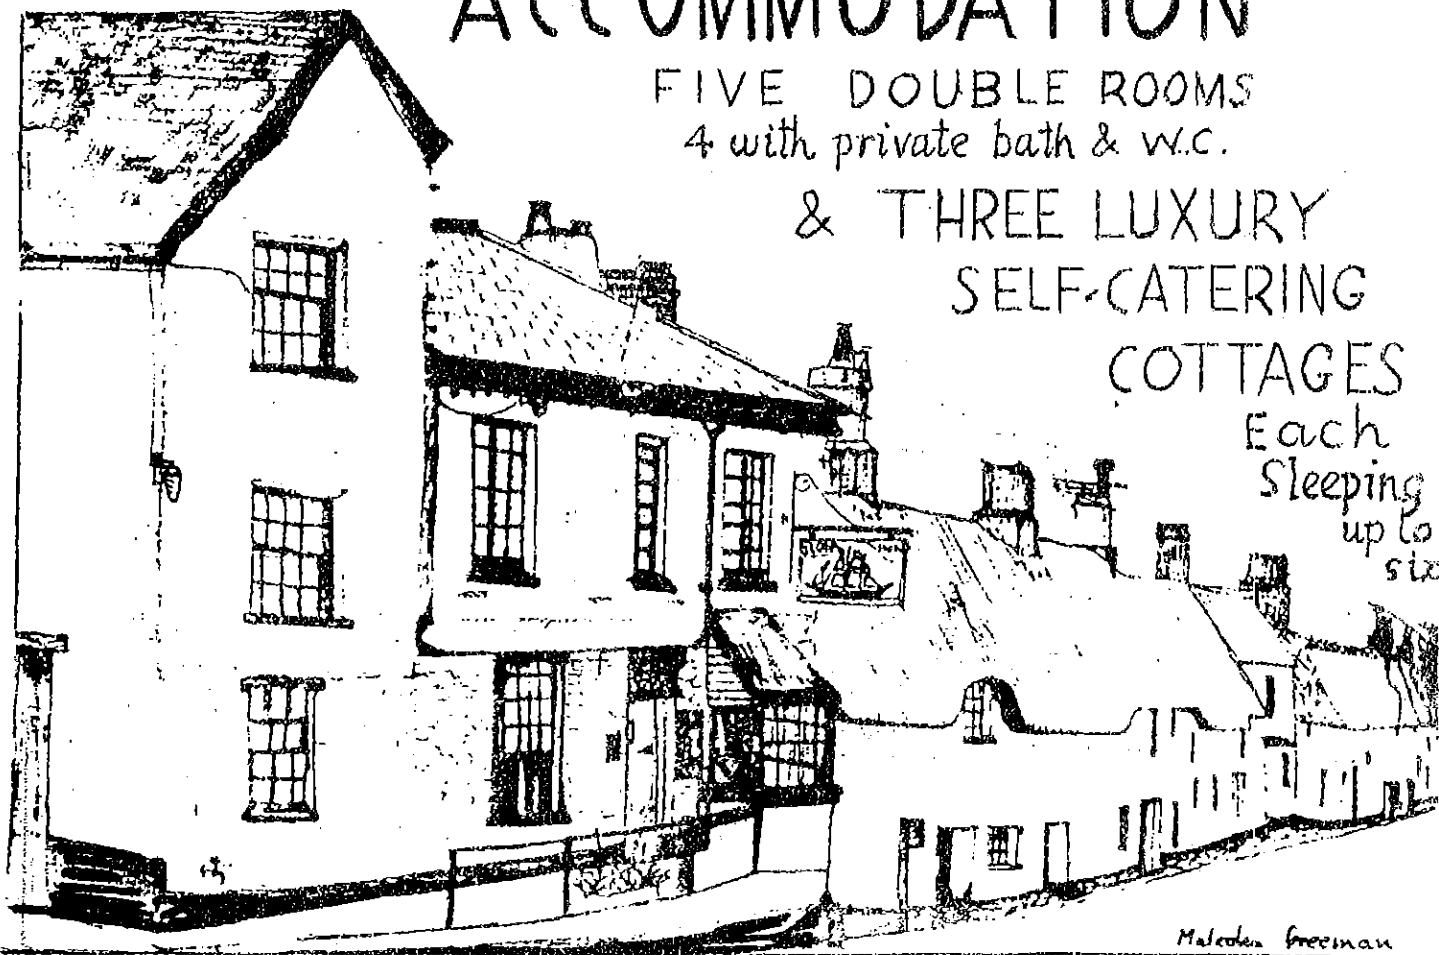 ACCOMMODATION
FIVE DOUBLE ROOMS
4 with private bath & W.C.
& THREE LUXURY
SELF-CATERING
COTTAGES
Each
Sleeping
up to
six
Malcolm Freeman